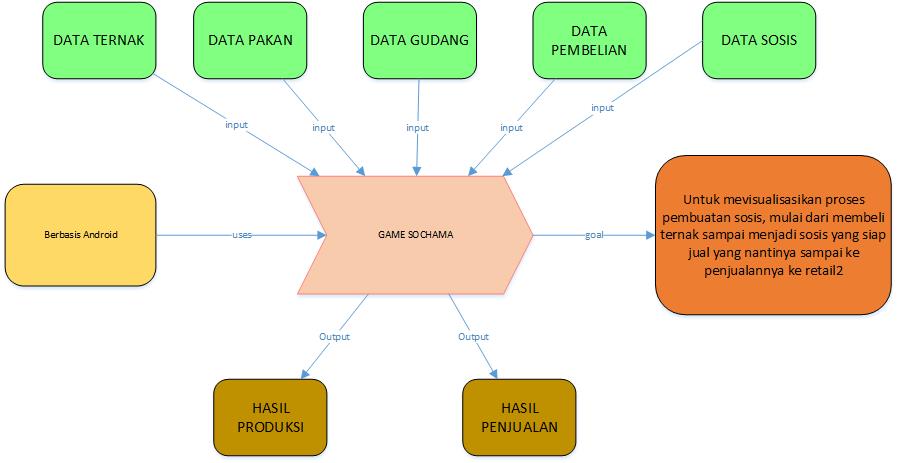 DATA TERNAK
DATA PAKAN
DATA GUDANG
DATA
PEMBELIAN
DATA SOSIS
input
input
input
input
input
Berbasis Android
uses
GAME SOCHAMA
goal
Untuk mevisualisasikan proses
pembuatan sosis, mulai dari membeli
ternak sampai menjadi sosis yang siap
jual yang nantinya sampai ke
penjualannya ke retail2
Output
Output
HASIL
PRODUKSI
HASIL
PENJUALAN